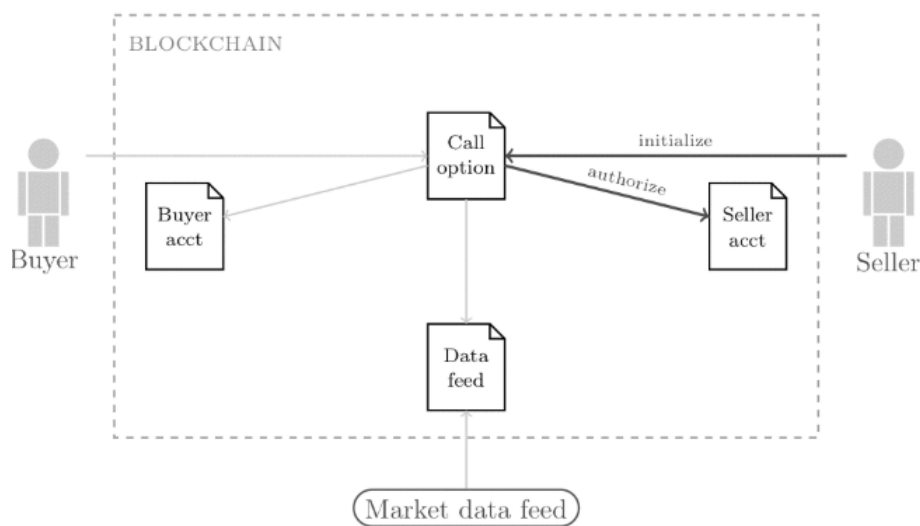 BLOCKCHAIN
Call
option
initialize
authorize
Buyer
acct
Seller
acct
Buyer
Seller
Data
feed
Market data feed